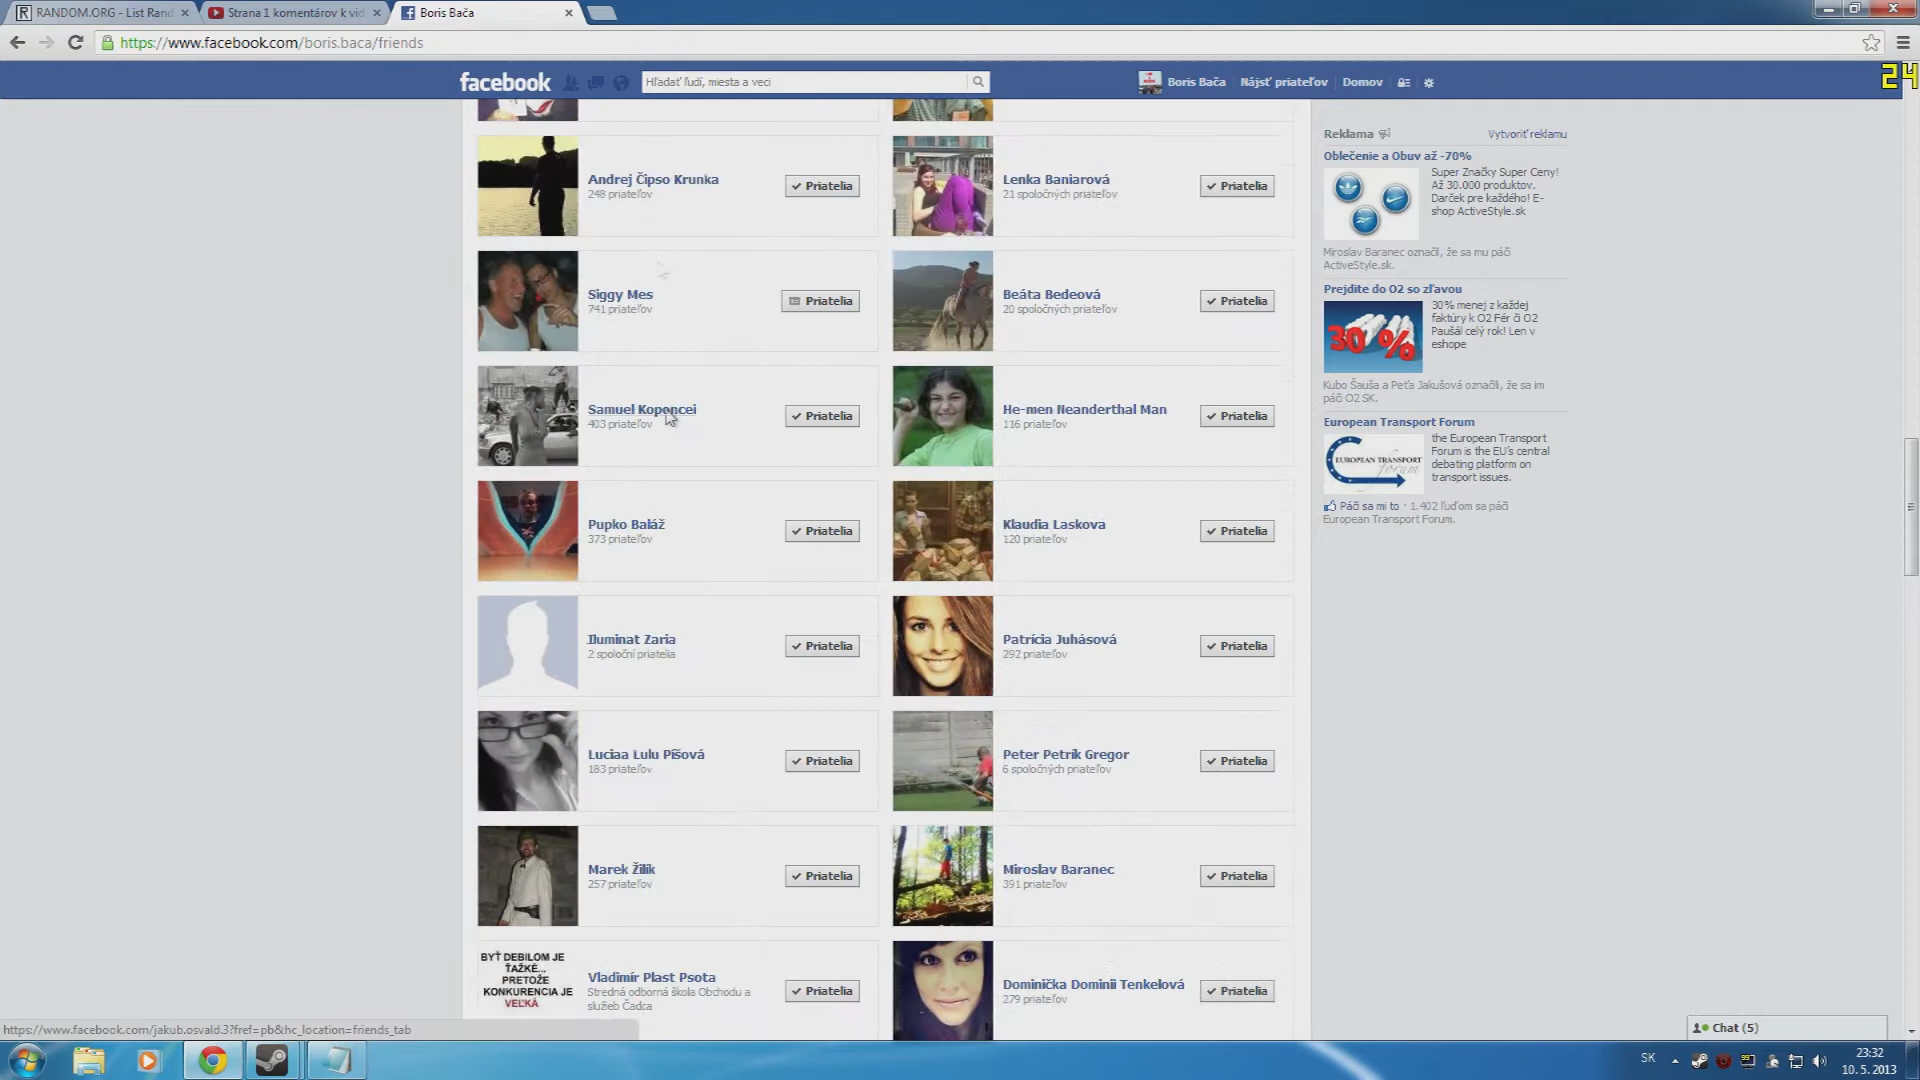 RANDOM.ORG - List Rand
Strana 1 komentárov k vid
Boris Bača
https://www.facebook.com/boris.baca/friends
facebook
Hľadať ľudí, miesta a veci
Boris Bača
Nájsť priateľov
Domov
24
Andrej Čipso Krunka
248 priateľov
Priatelia
Lenka Baniarová
21 spoločných priateľov
Priatelia
Siggy Mes
741 priateľov
Priatelia
Beáta Bedeová
20 spoločných priateľov
Priatelia
Samuel Koponcei
403 priateľov
Priatelia
He-men Neanderthal Man
116 priateľov
Priatelia
Pupko Baláž
373 priateľov
Priatelia
Klaudia Laskova
120 priateľov
Priatelia
Iluminat Zaria
2 spoloční priatelia
Priatelia
Patrícia Juhásová
292 priateľov
Priatelia
Luciaa Lulu Píšová
183 priateľov
Priatelia
Peter Petrik Gregor
6 spoločných priateľov
Priatelia
Marek Žilík
257 priateľov
Priatelia
Miroslav Baranec
391 priateľov
Priatelia
BYŤ DEBILOM JE
ŤAŽKÉ...
PRETOŽE
KONKURENCIA JE
VEĽKÁ
Vladimír Plast Psota
Stredná odborná škola Obchodu a
služieb Čadca
Priatelia
Dominička Dominii Tenkelová
279 priateľov
Priatelia
Reklama
Vytvoriť reklamu
Oblečenie a Obuv až -70%
Super Značky Super Ceny!
Až 30.000 produktov.
Darček pre každého! E-
shop ActiveStyle.sk
Miroslav Baranec označil, že sa mu páči
ActiveStyle.sk.
Prejdite do O2 so zľavou
30 %
30% menej z každej
faktúry k O2 Fér či O2
Paušál celý rok! Len v
eshope
Kubo Šauša a Peťa Jakušová označili, že sa im
páči O2 SK.
European Transport Forum
EUROPEAN TRANSPORT
forum
the European Transport
Forum is the EU's central
debating platform on
transport issues.
Páči sa mi to · 1.402 ľuďom sa páči
European Transport Forum.
https://www.facebook.com/jakub.osvald.3?fref=pb&hc_location=friends_tab
Chat (5)
SK
23:32
10. 5. 2013